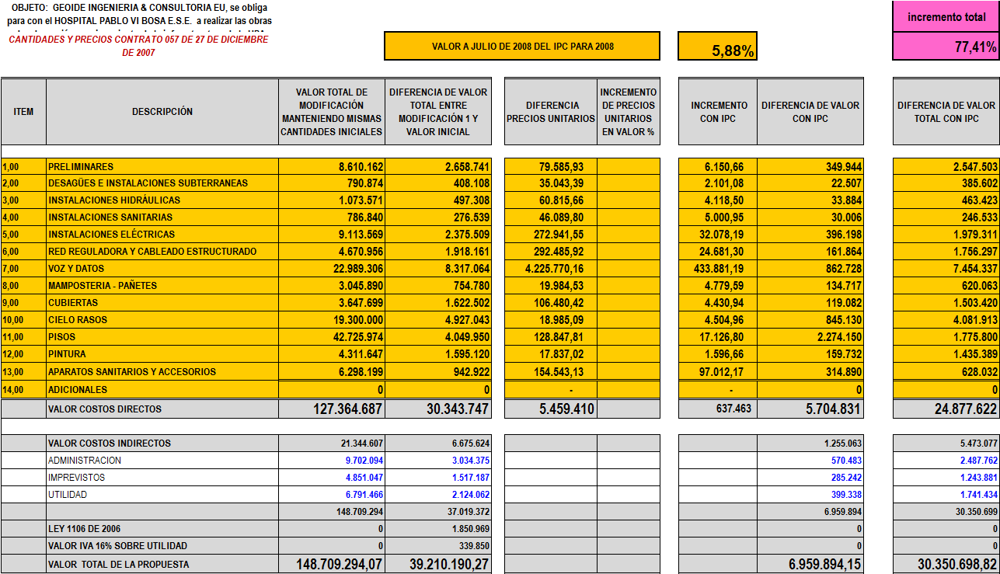 OBJETO: GEOIDE INGENIERIA & CONSULTORIA EU, se obliga
para con el HOSPITAL PABLO VI BOSA E.S.E. a realizar las obras
CANTIDADES Y PRECIOS CONTRATO 057 DE 27 DE DICIEMBRE
DE 2007
VALOR A JULIO DE 2008 DEL IPC PARA 2008 5,88%
incremento total
77,41%
ITEM DESCRIPCIÓN VALOR TOTAL DE MODIFICACIÓN MANTENIENDO MISMAS CANTIDADES INICIALES DIFERENCIA DE VALOR TOTAL ENTRE MODIFICACIÓN 1 Y VALOR INICIAL DIFERENCIA PRECIOS UNITARIOS INCREMENTO DE PRECIOS UNITARIOS EN VALOR % INCREMENTO CON IPC DIFERENCIA DE VALOR CON IPC DIFERENCIA DE VALOR TOTAL CON IPC
1,00 PRELIMINARES 8.610.162 2.658.741 79.585,93 6.150,66 349.944 2.547.503
2,00 DESAGÜES E INSTALACIONES SUBTERRANEAS 790.874 408.108 35.043,39 2.101,08 22.507 385.602
3,00 INSTALACIONES HIDRÁULICAS 1.073.571 497.308 60.815,66 4.118,50 33.884 463.423
4,00 INSTALACIONES SANITARIAS 786.840 276.539 46.089,80 5.000,95 30.006 246.533
5,00 INSTALACIONES ELÉCTRICAS 9.113.569 2.375.509 272.941,55 32.078,19 396.198 1.979.311
6,00 RED REGULADORA Y CABLEADO ESTRUCTURADO 4.670.956 1.918.161 292.485,92 24.681,30 161.864 1.756.297
7,00 VOZ Y DATOS 22.989.306 8.317.064 4.225.770,16 433.881,19 862.728 7.454.337
8,00 MAMPOSTERIA - PAÑETES 3.045.890 754.780 19.984,53 4.779,59 134.717 620.063
9,00 CUBIERTAS 3.647.699 1.622.502 106.480,42 4.430,94 119.082 1.503.420
10,00 CIELO RASOS 19.300.000 4.927.043 18.985,09 4.504,96 845.130 4.081.913
11,00 PISOS 42.725.974 4.049.950 128.847,81 17.126,80 2.274.150 1.775.800
12,00 PINTURA 4.311.647 1.595.120 17.837,02 1.596,66 159.732 1.435.389
13,00 APARATOS SANITARIOS Y ACCESORIOS 6.298.199 942.922 154.543,13 97.012,17 314.890 628.032
14,00 ADICIONALES 0 0 - - 0 0
VALOR COSTOS DIRECTOS 127.364.687 30.343.747 5.459.410 637.463 5.704.831 24.877.622
VALOR COSTOS INDIRECTOS 21.344.607 6.675.624 1.255.063 5.473.077
ADMINISTRACION 9.702.094 3.034.375 570.483 2.487.762
IMPREVISTOS 4.851.047 1.517.187 285.242 1.243.881
UTILIDAD 6.791.466 2.124.062 399.338 1.741.434
148.709.294 37.019.372 6.959.894 30.350.699
LEY 1106 DE 2006 0 1.850.969 0 0
VALOR IVA 16% SOBRE UTILIDAD 0 339.850 0 0
VALOR TOTAL DE LA PROPUESTA 148.709.294,07 39.210.190,27 6.959.894,15 30.350.698,82